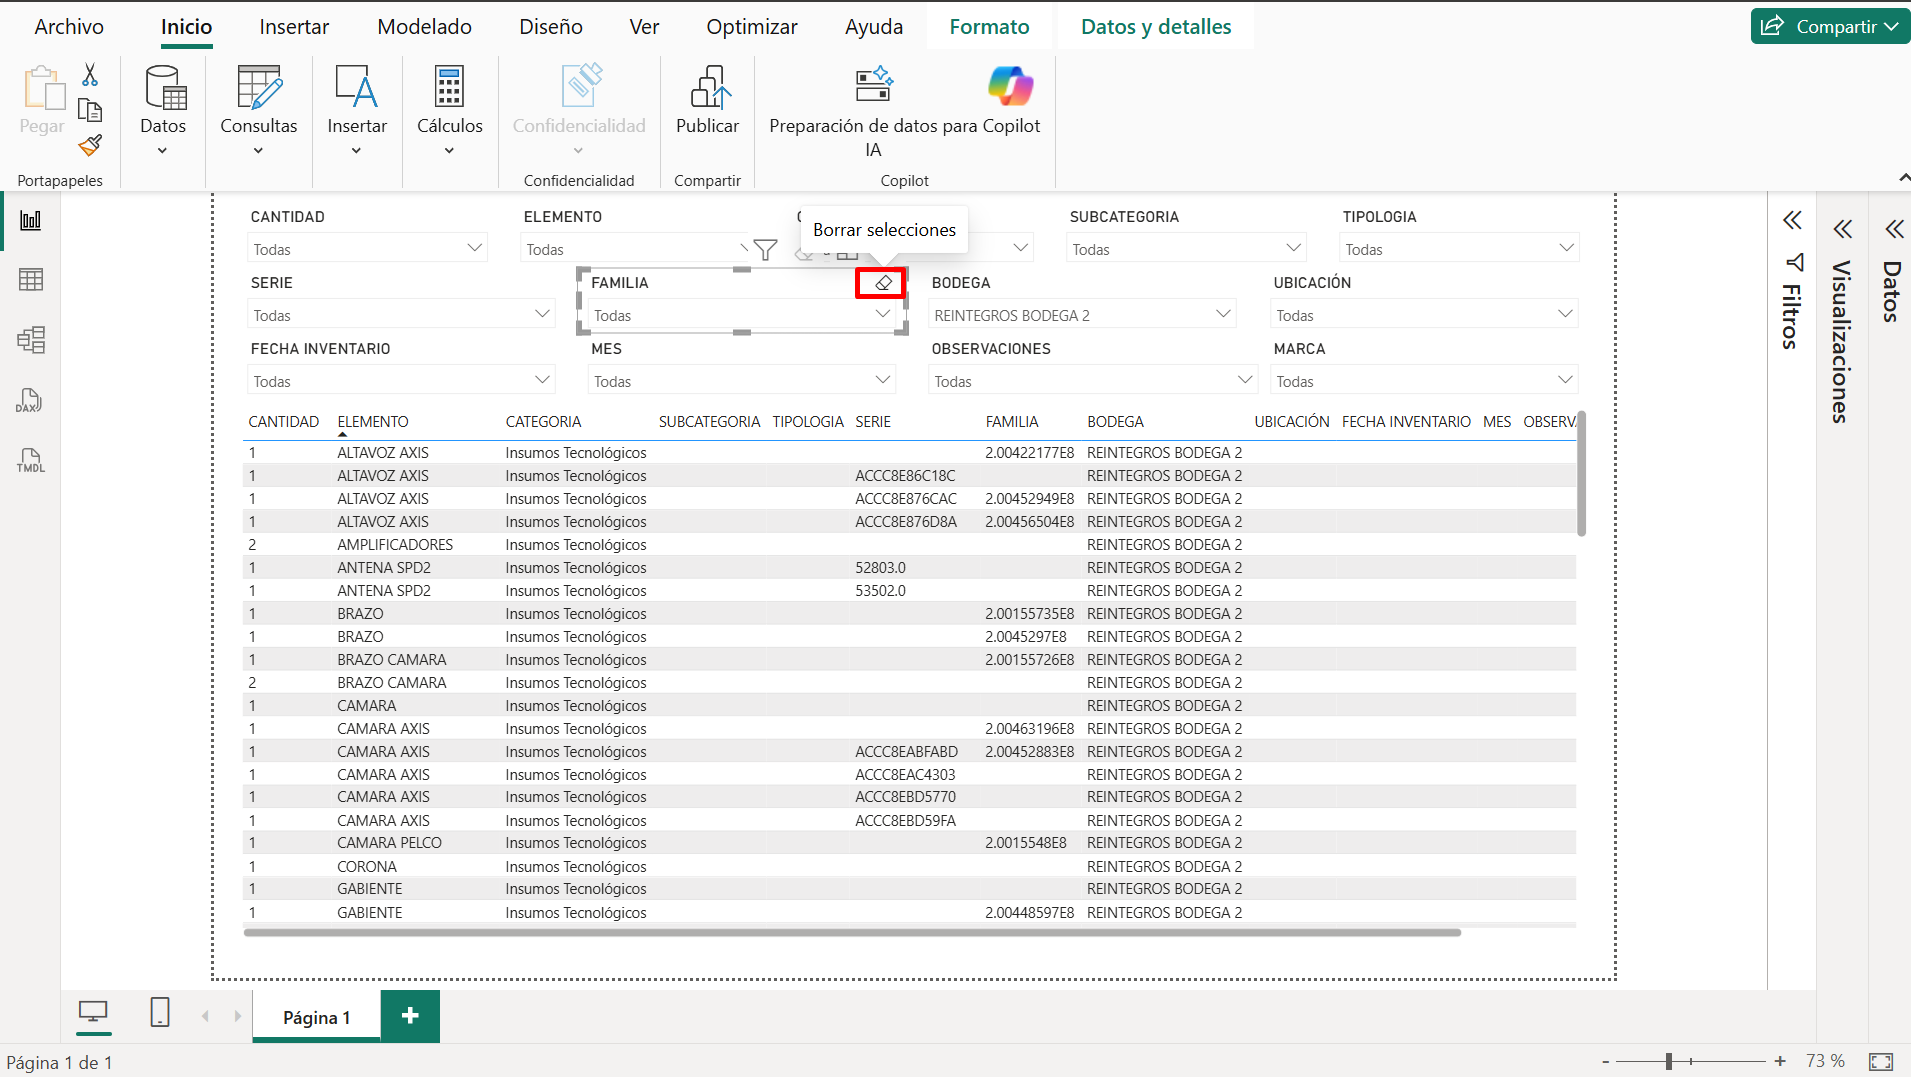 Archivo Inicio Insertar Modelado Diseño Ver Optimizar Ayuda Formato Datos y detalles Compartir
Pegar Datos Consultas Insertar Cálculos Confidencialidad Publicar Preparación de datos para IA Copilot
Portapapeles Confidencialidad Compartir Copilot
CANTIDAD ELEMENTO SUBCATEGORIA TIPOLOGIA
Borrar selecciones
Todas Todas Todas Todas
SERIE FAMILIA BODEGA UBICACIÓN
Todas Todas REINTEGROS BODEGA 2 Todas
FECHA INVENTARIO MES OBSERVACIONES MARCA
Todas Todas Todas Todas
Filtros
Visualizaciones
Datos
DAX
TMDL
CANTIDAD ELEMENTO CATEGORIA SUBCATEGORIA TIPOLOGIA SERIE FAMILIA BODEGA UBICACIÓN FECHA INVENTARIO MES OBSERVA
1 ALTAVOZ AXIS Insumos Tecnológicos 2.00422177E8 REINTEGROS BODEGA 2
1 ALTAVOZ AXIS Insumos Tecnológicos ACCC8E86C18C REINTEGROS BODEGA 2
1 ALTAVOZ AXIS Insumos Tecnológicos ACCC8E876CAC 2.00452949E8 REINTEGROS BODEGA 2
1 ALTAVOZ AXIS Insumos Tecnológicos ACCC8E876D8A 2.00456504E8 REINTEGROS BODEGA 2
2 AMPLIFICADORES Insumos Tecnológicos REINTEGROS BODEGA 2
1 ANTENA SPD2 Insumos Tecnológicos 52803.0 REINTEGROS BODEGA 2
1 ANTENA SPD2 Insumos Tecnológicos 53502.0 REINTEGROS BODEGA 2
1 BRAZO Insumos Tecnológicos 2.00155735E8 REINTEGROS BODEGA 2
1 BRAZO Insumos Tecnológicos 2.0045297E8 REINTEGROS BODEGA 2
1 BRAZO CAMARA Insumos Tecnológicos 2.00155726E8 REINTEGROS BODEGA 2
2 BRAZO CAMARA Insumos Tecnológicos REINTEGROS BODEGA 2
1 CAMARA Insumos Tecnológicos REINTEGROS BODEGA 2
1 CAMARA AXIS Insumos Tecnológicos 2.00463196E8 REINTEGROS BODEGA 2
1 CAMARA AXIS Insumos Tecnológicos ACCC8EABFABD 2.00452883E8 REINTEGROS BODEGA 2
1 CAMARA AXIS Insumos Tecnológicos ACCC8EAC4303 REINTEGROS BODEGA 2
1 CAMARA AXIS Insumos Tecnológicos ACCC8EBD5770 REINTEGROS BODEGA 2
1 CAMARA AXIS Insumos Tecnológicos ACCC8EBD59FA REINTEGROS BODEGA 2
1 CAMARA PELCO Insumos Tecnológicos 2.0015548E8 REINTEGROS BODEGA 2
1 CORONA Insumos Tecnológicos REINTEGROS BODEGA 2
1 GABIENTE Insumos Tecnológicos REINTEGROS BODEGA 2
1 GABIENTE Insumos Tecnológicos 2.00448597E8 REINTEGROS BODEGA 2
Página 1 +
Página 1 de 1 - + 73 %